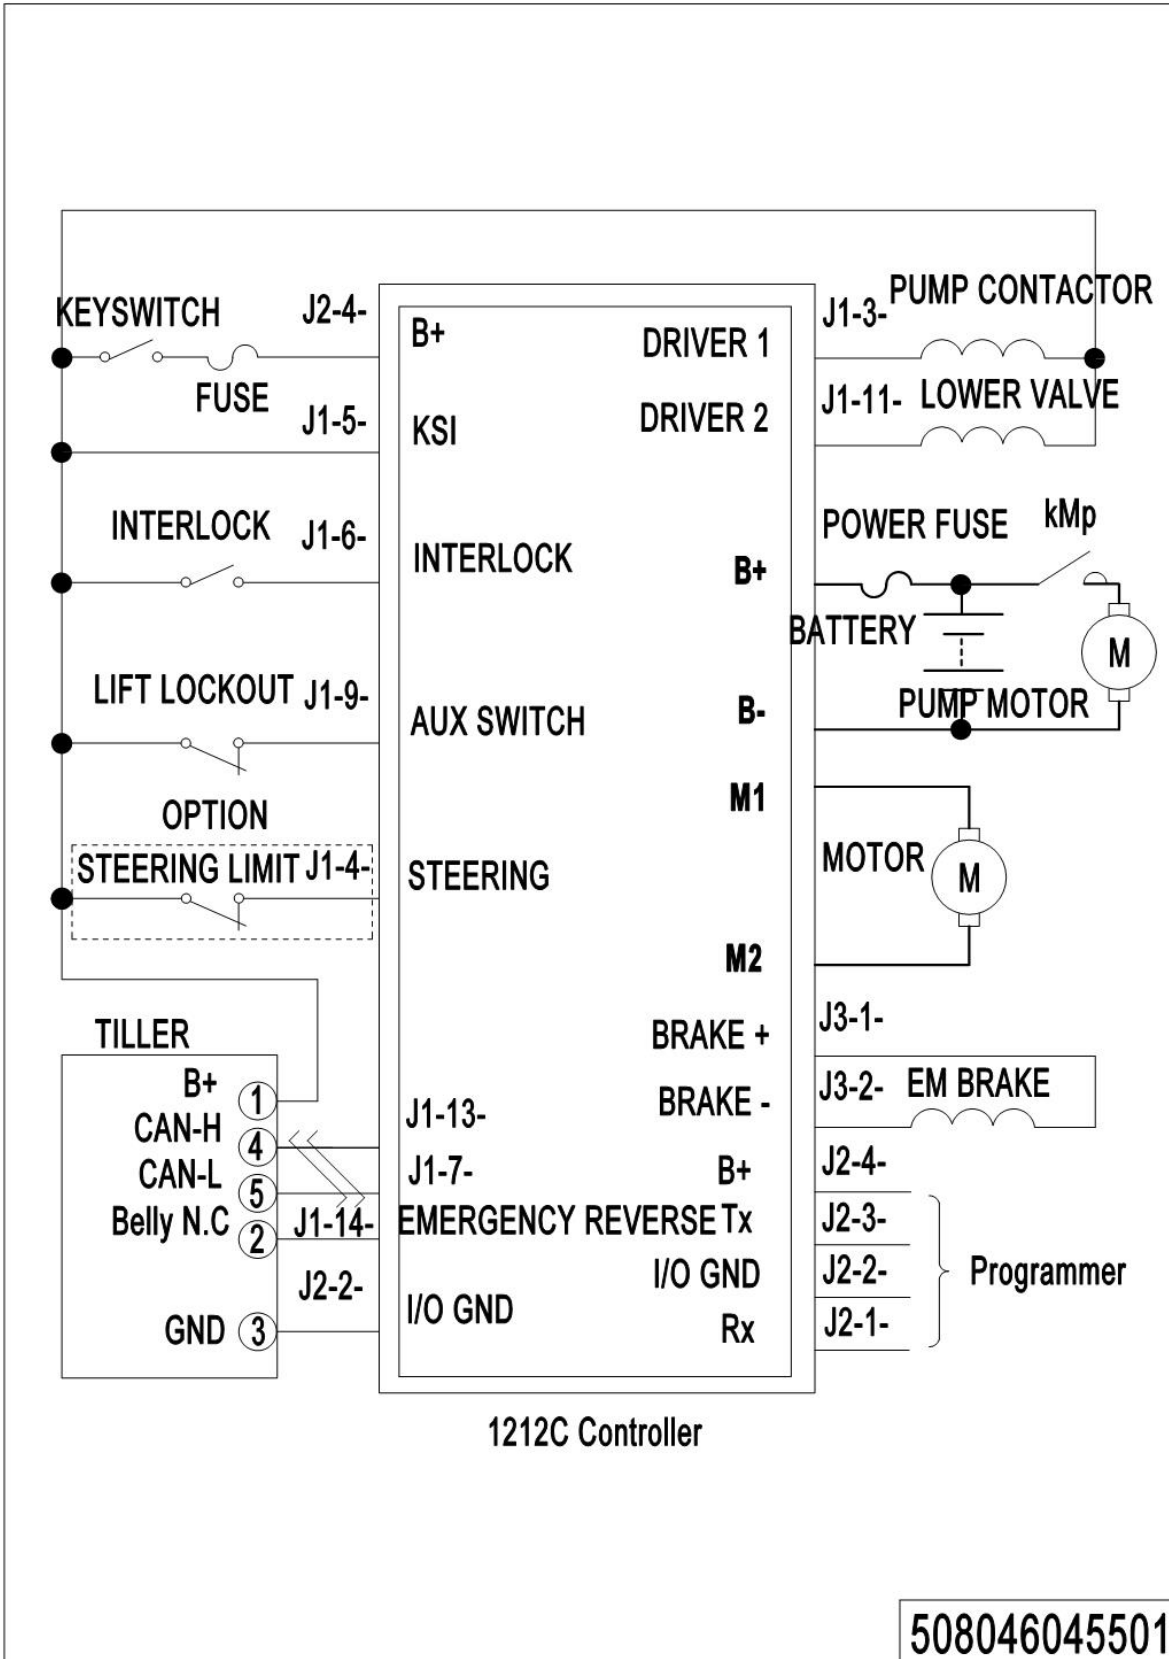 KEYSWITCH
J2-4-
FUSE
J1-5-
INTERLOCK
J1-6-
LIFT LOCKOUT
J1-9-
OPTION
STEERING LIMIT
J1-4-
TILLER
B+
1
CAN-H
4
CAN-L
5
Belly N.C
2
J1-14-
J2-2-
GND
3
B+
KSI
INTERLOCK
AUX SWITCH
STEERING
J1-13-
J1-7-
EMERGENCY REVERSE
I/O GND
DRIVER 1
DRIVER 2
B+
B-
M1
M2
BRAKE +
BRAKE -
B+
Tx
I/O GND
Rx
J1-3-
PUMP CONTACTOR
J1-11-
LOWER VALVE
POWER FUSE
kMp
BATTERY
M
PUMP MOTOR
MOTOR
M
J3-1-
J3-2-
EM BRAKE
J2-4-
J2-3-
J2-2-
J2-1-
Programmer
1212C Controller
508046045501